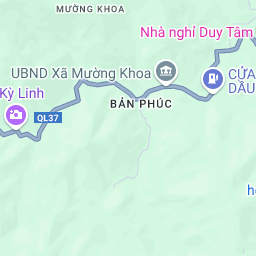 MƯỜNG KHOA
Nhà nghỉ Duy Tâm
UBND Xã Mường Khoa
CỬA
DẦU
Kỳ Linh
BẢN PHÚC
QL37
h